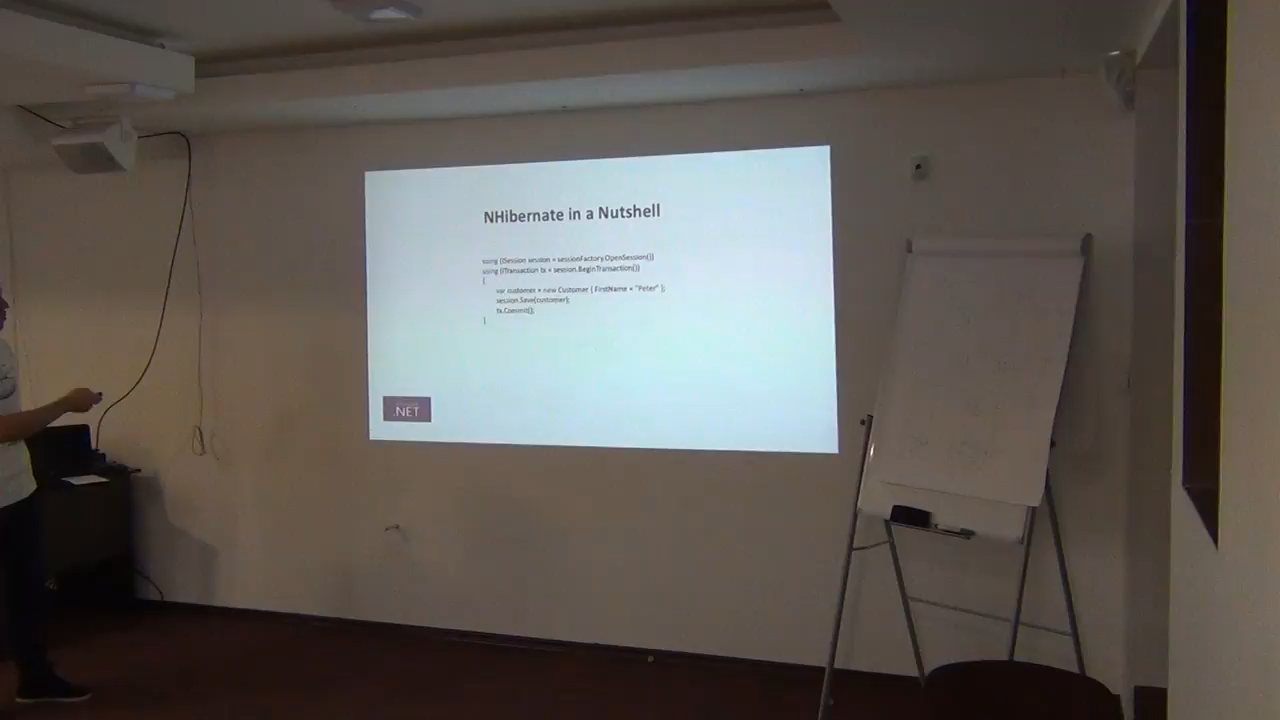 NHibernate in a Nutshell
using (ISession session = sessionFactory.OpenSession())
using (ITransaction tx = session.BeginTransaction())
{
var customer = new Customer { FirstName = "Peter" };
session.Save(customer);
tx.Commit();
}
.NET